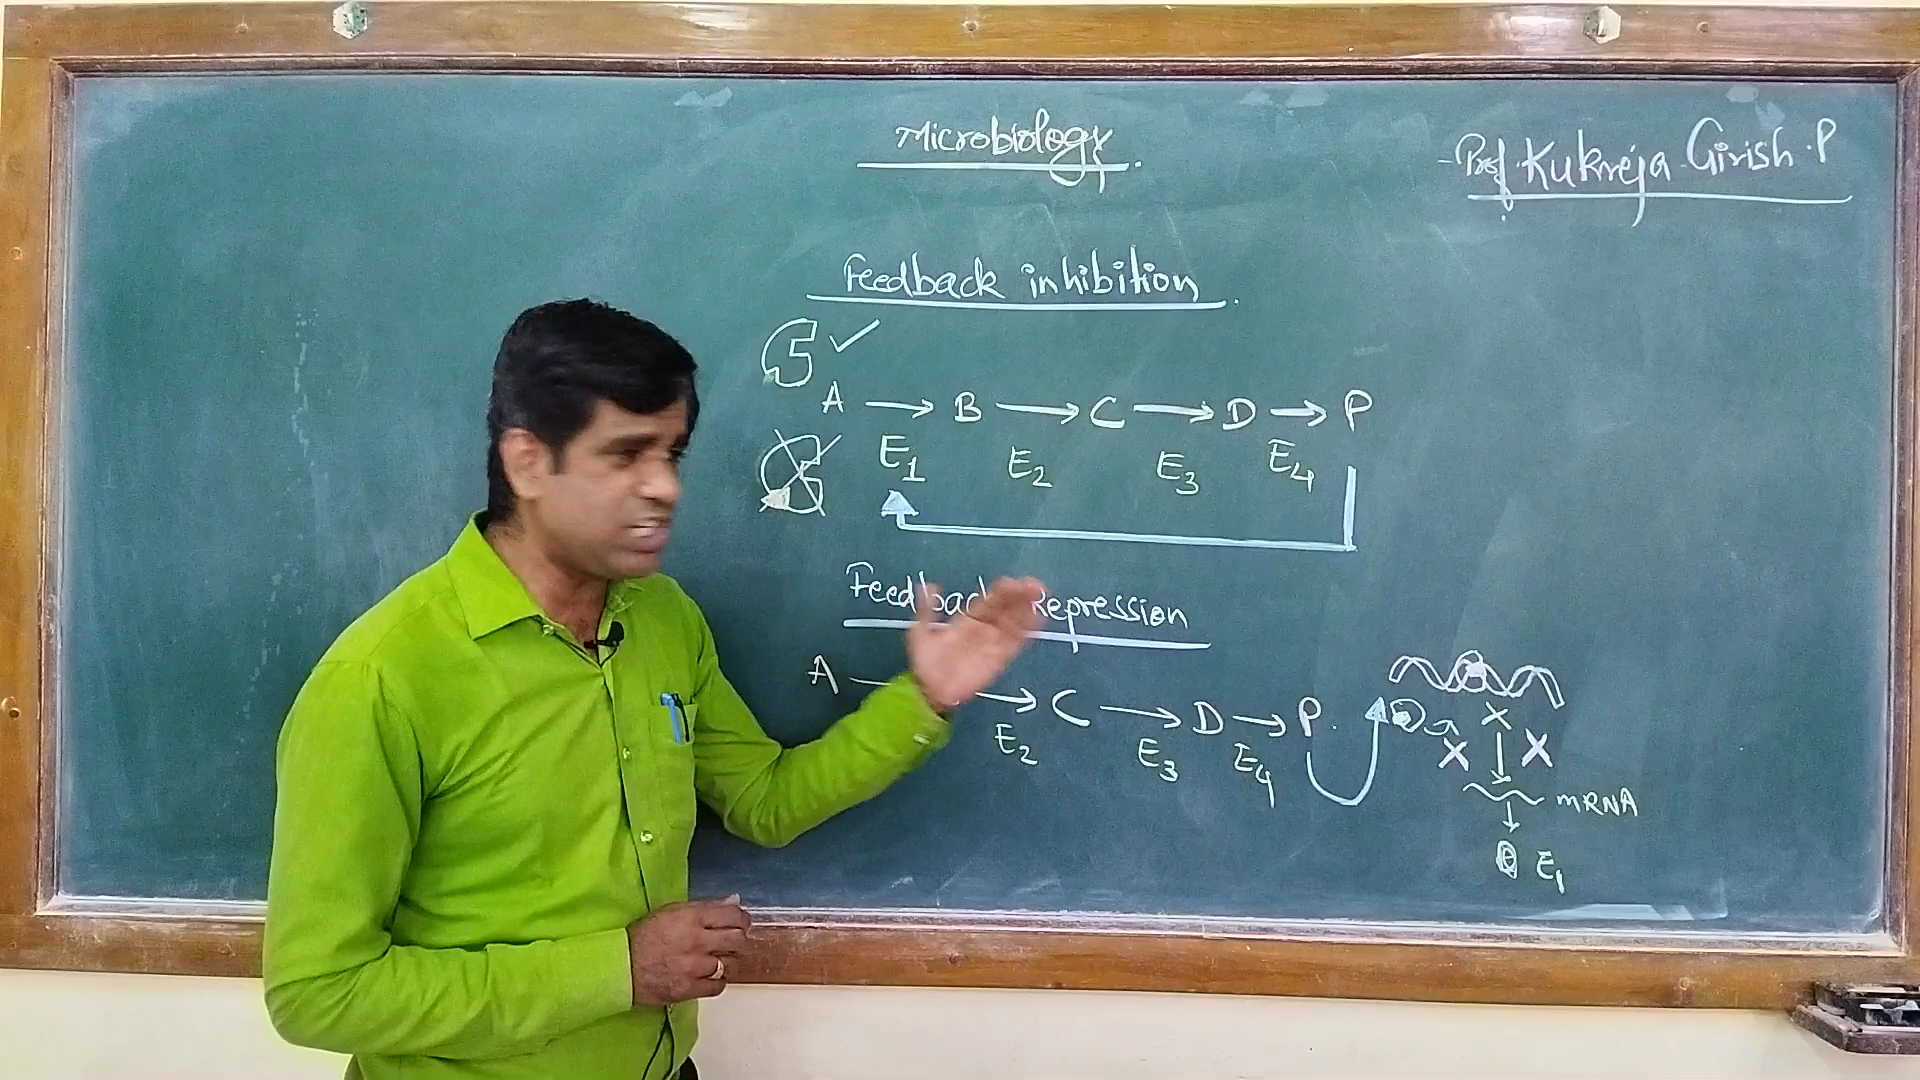 Microbiology.
- Prof. Kukreja Girish. P
Feedback inhibition.
A → B → C → D → P
E1 E2 E3 E4
Feedback Repression
A → C → D → P.
E2 E3 E4
mRNA
E1